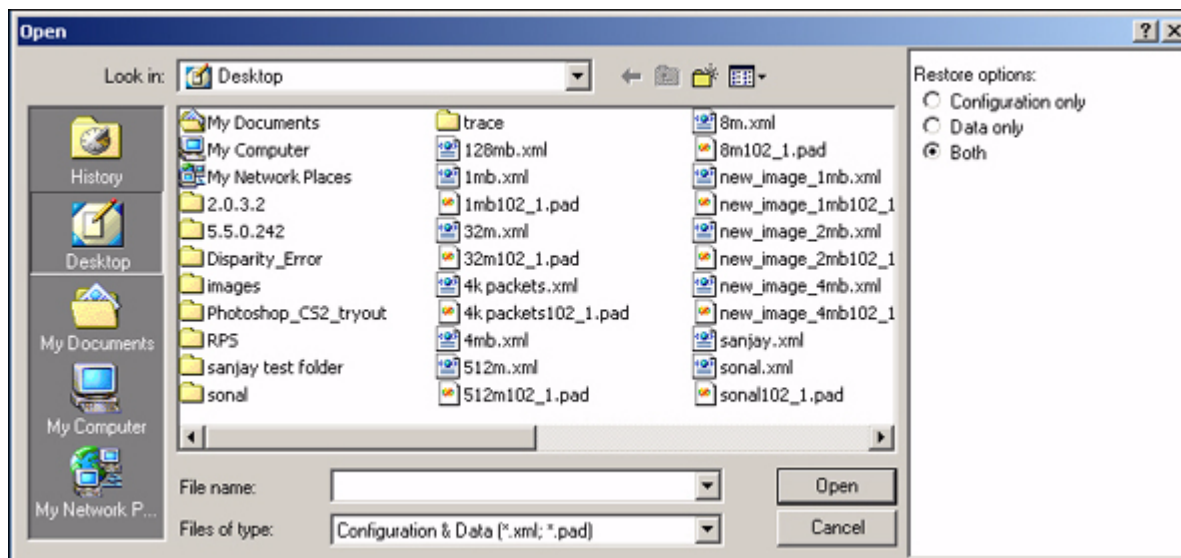 Open
Look in: Desktop
History
Desktop
My Documents
My Computer
My Network P...
My Documents
My Computer
My Network Places
2.0.3.2
5.5.0.242
Disparity_Error
images
Photoshop_CS2_tryout
RPS
sanjay test folder
sonal
trace
128mb.xml
1mb.xml
1mb102_1.pad
32m.xml
32m102_1.pad
4k packets.xml
4k packets102_1.pad
4mb.xml
512m.xml
512m102_1.pad
8m.xml
8m102_1.pad
new_image_1mb.xml
new_image_1mb102_1
new_image_2mb.xml
new_image_2mb102_1
new_image_4mb.xml
new_image_4mb102_1
sanjay.xml
sonal.xml
sonal102_1.pad
File name:
Open
Files of type: Configuration & Data (*.xml; *.pad)
Cancel
Restore options:
Configuration only
Data only
Both